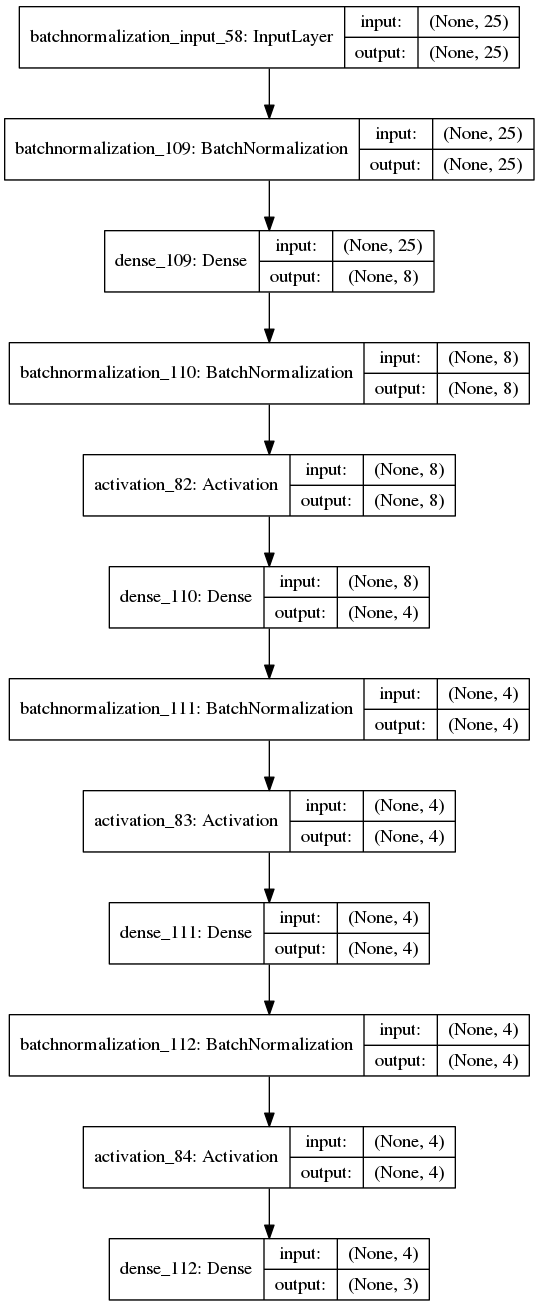 batchnormalization_input_58: InputLayer
input: (None, 25)
output: (None, 25)
batchnormalization_109: BatchNormalization
input: (None, 25)
output: (None, 25)
dense_109: Dense
input: (None, 25)
output: (None, 8)
batchnormalization_110: BatchNormalization
input: (None, 8)
output: (None, 8)
activation_82: Activation
input: (None, 8)
output: (None, 8)
dense_110: Dense
input: (None, 8)
output: (None, 4)
batchnormalization_111: BatchNormalization
input: (None, 4)
output: (None, 4)
activation_83: Activation
input: (None, 4)
output: (None, 4)
dense_111: Dense
input: (None, 4)
output: (None, 4)
batchnormalization_112: BatchNormalization
input: (None, 4)
output: (None, 4)
activation_84: Activation
input: (None, 4)
output: (None, 4)
dense_112: Dense
input: (None, 4)
output: (None, 3)